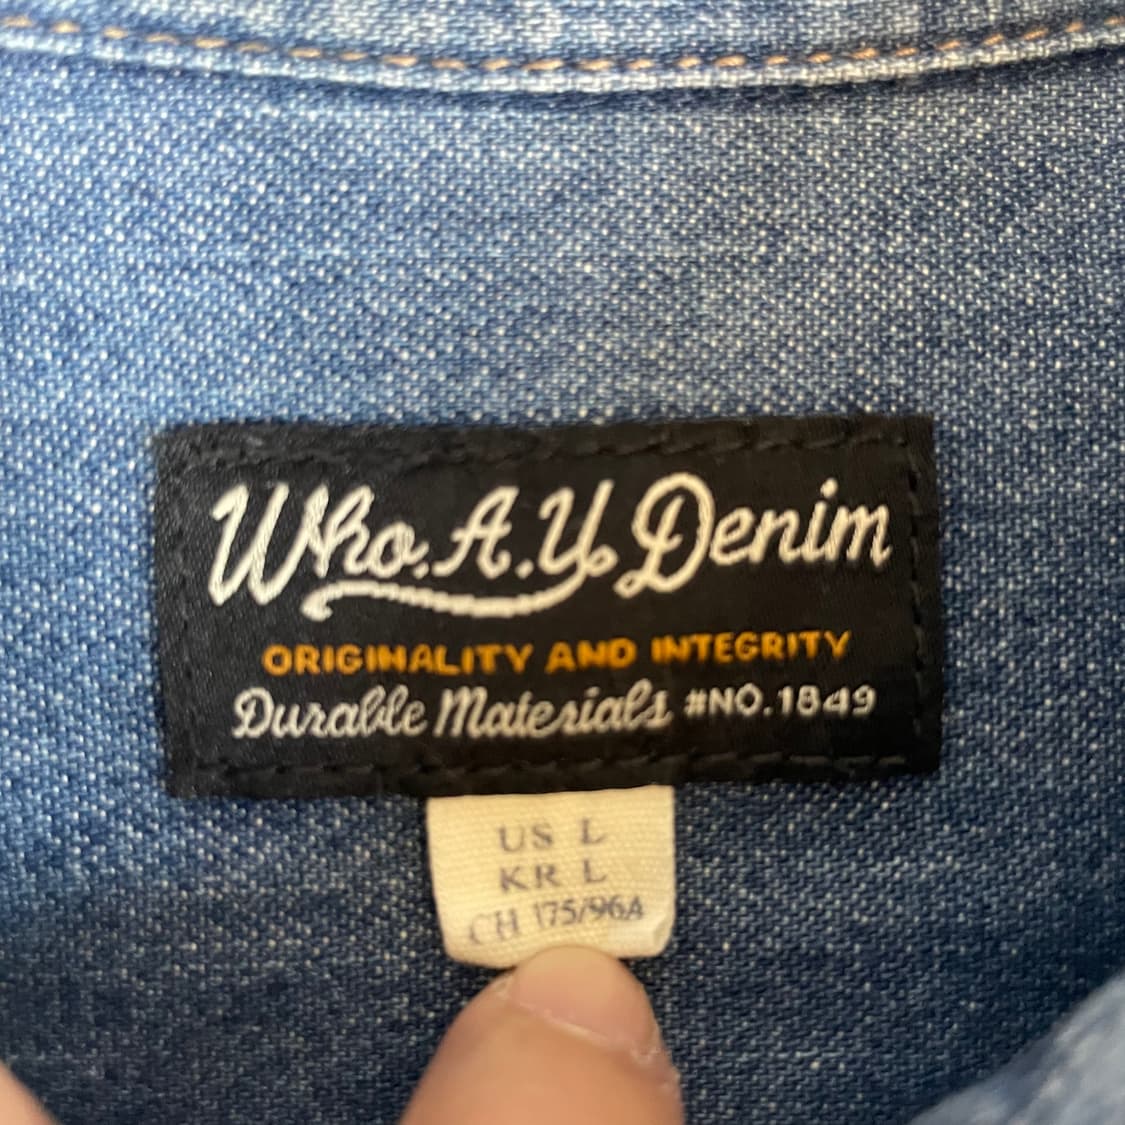 Who.A.U. Denim
ORIGINALITY AND INTEGRITY
Durable Materials #NO.1849
US L
KR L
CH 175/96A